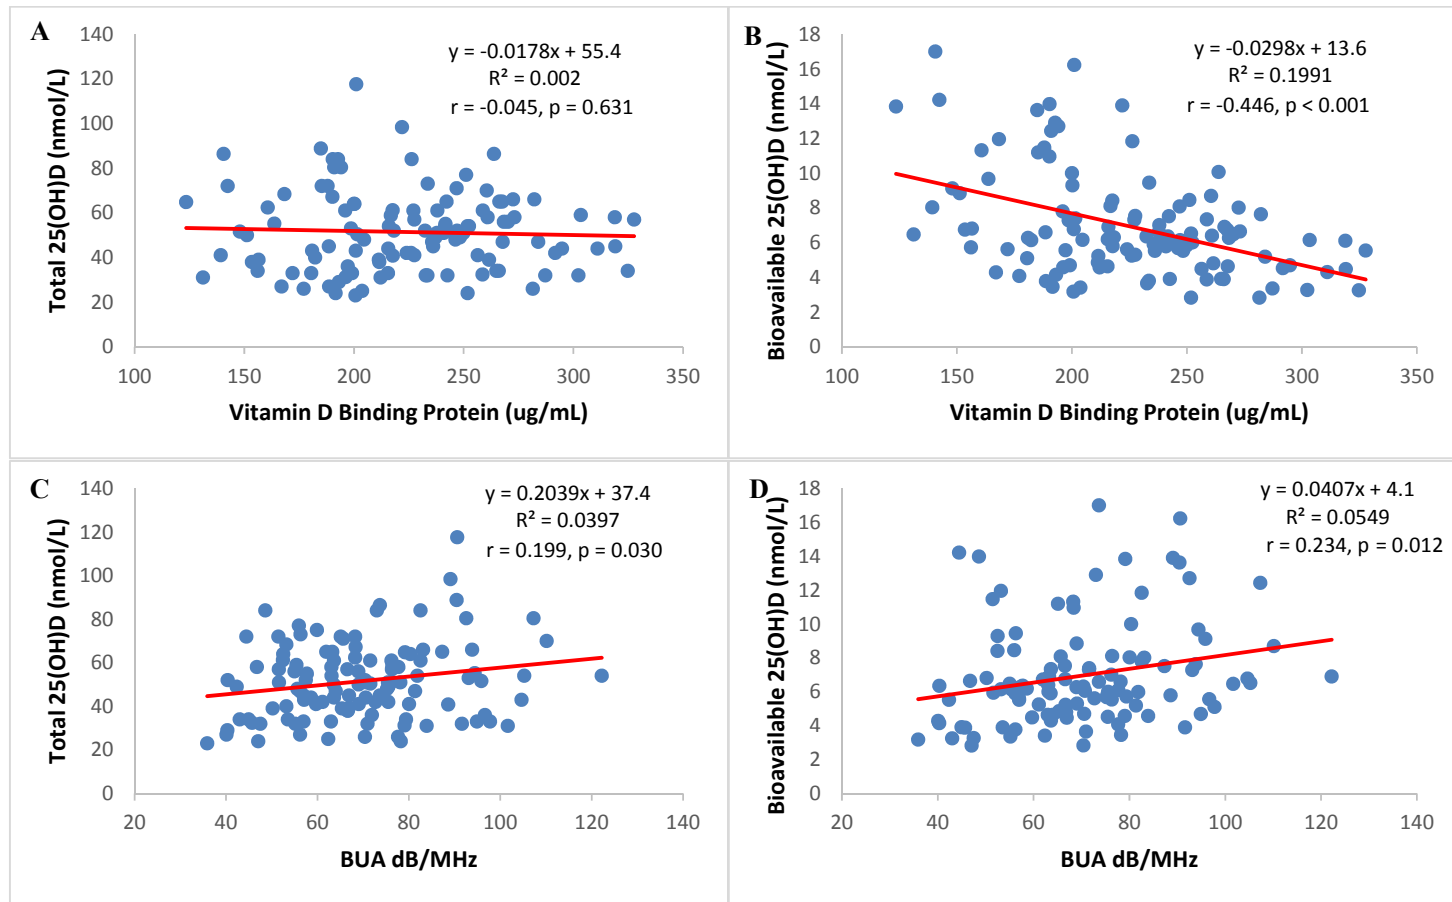 A
y = -0.0178x + 55.4
R² = 0.002
r = -0.045, p = 0.631
Total 25(OH)D (nmol/L)
140
120
100
80
60
40
20
0
100 150 200 250 300 350
Vitamin D Binding Protein (ug/mL)
B
y = -0.0298x + 13.6
R² = 0.1991
r = -0.446, p < 0.001
Bioavailable 25(OH)D (nmol/L)
18
16
14
12
10
8
6
4
2
0
100 150 200 250 300 350
Vitamin D Binding Protein (ug/mL)
C
y = 0.2039x + 37.4
R² = 0.0397
r = 0.199, p = 0.030
Total 25(OH)D (nmol/L)
140
120
100
80
60
40
20
0
20 40 60 80 100 120 140
BUA dB/MHz
D
y = 0.0407x + 4.1
R² = 0.0549
r = 0.234, p = 0.012
Bioavailable 25(OH)D (nmol/L)
18
16
14
12
10
8
6
4
2
0
20 40 60 80 100 120 140
BUA dB/MHz